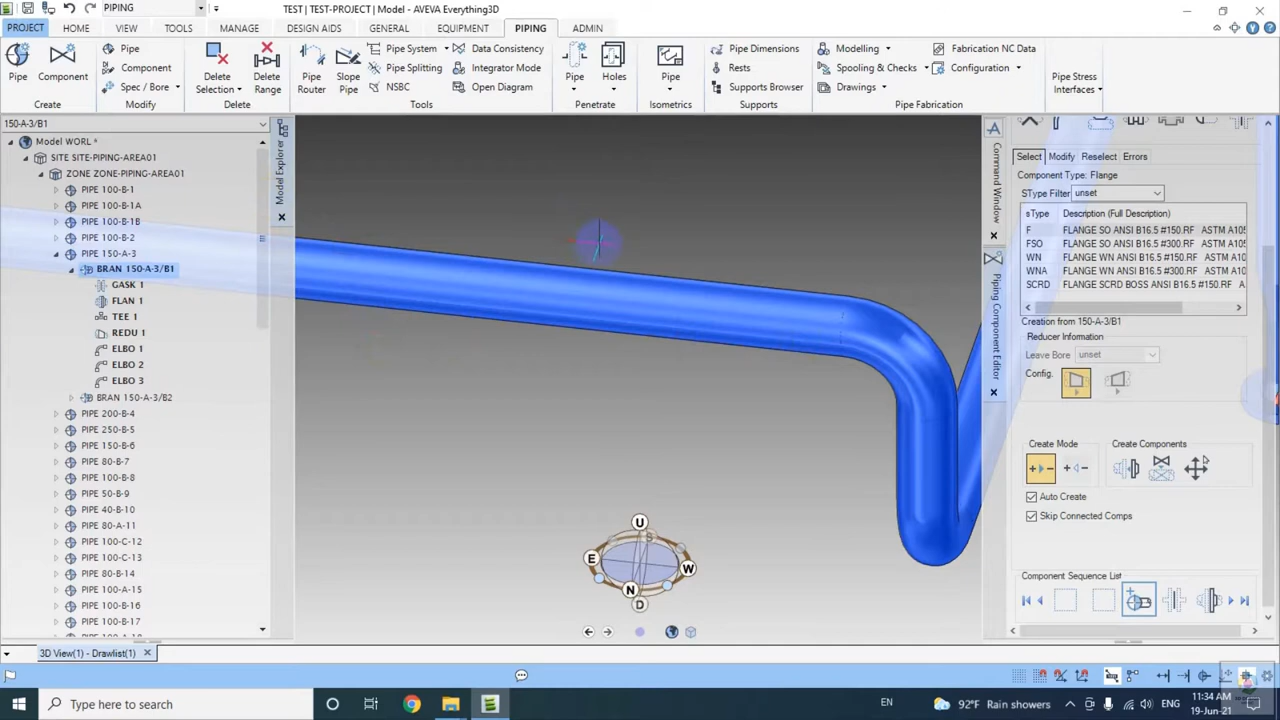 PIPING
TEST | TEST-PROJECT | Model - AVEVA Everything3D
PROJECT HOME VIEW TOOLS MANAGE DESIGN AIDS GENERAL EQUIPMENT PIPING ADMIN
Pipe Component Create
Pipe Component Spec / Bore Modify
Delete Selection Delete Range Delete
Pipe Router Slope Pipe Pipe System Pipe Splitting NSBC Data Consistency Integrator Mode Open Diagram Tools
Pipe Holes Penetrate
Pipe Isometrics
Pipe Dimensions Rests Supports Browser Supports
Modelling Spooling & Checks Drawings Fabrication NC Data Configuration Pipe Fabrication
Pipe Stress Interfaces
150-A-3/B1
Model WORL *
SITE SITE-PIPING-AREA01
ZONE ZONE-PIPING-AREA01
PIPE 100-B-1
PIPE 100-B-1A
PIPE 100-B-1B
PIPE 100-B-2
PIPE 150-A-3
BRAN 150-A-3/B1
GASK 1
FLAN 1
TEE 1
REDU 1
ELBO 1
ELBO 2
ELBO 3
BRAN 150-A-3/B2
PIPE 200-B-4
PIPE 250-B-5
PIPE 150-B-6
PIPE 80-B-7
PIPE 100-B-8
PIPE 50-B-9
PIPE 40-B-10
PIPE 80-A-11
PIPE 100-C-12
PIPE 100-C-13
PIPE 80-B-14
PIPE 100-A-15
PIPE 100-B-16
PIPE 100-B-17
Model Explorer
U
E
W
N
D
S
Command Window
Piping Component Editor
Select Modify Reselect Errors
Component Type: Flange
SType Filter unset
sType Description (Full Description)
F FLANGE SO ANSI B16.5 #150.RF ASTM A105
FSO FLANGE SO ANSI B16.5 #300.RF ASTM A105
WN FLANGE WN ANSI B16.5 #150.RF ASTM A10
WNA FLANGE WN ANSI B16.5 #300.RF ASTM A10
SCRD FLANGE SCRD BOSS ANSI B16.5 #150.RF A
Creation from 150-A-3/B1
Reducer Information
Leave Bore unset
Config.
Create Mode Create Components
Auto Create
Skip Connected Comps
Component Sequence List
3D View(1) - Drawlist(1)
Type here to search
EN
92°F Rain showers
ENG
11:34 AM
19-Jun-21